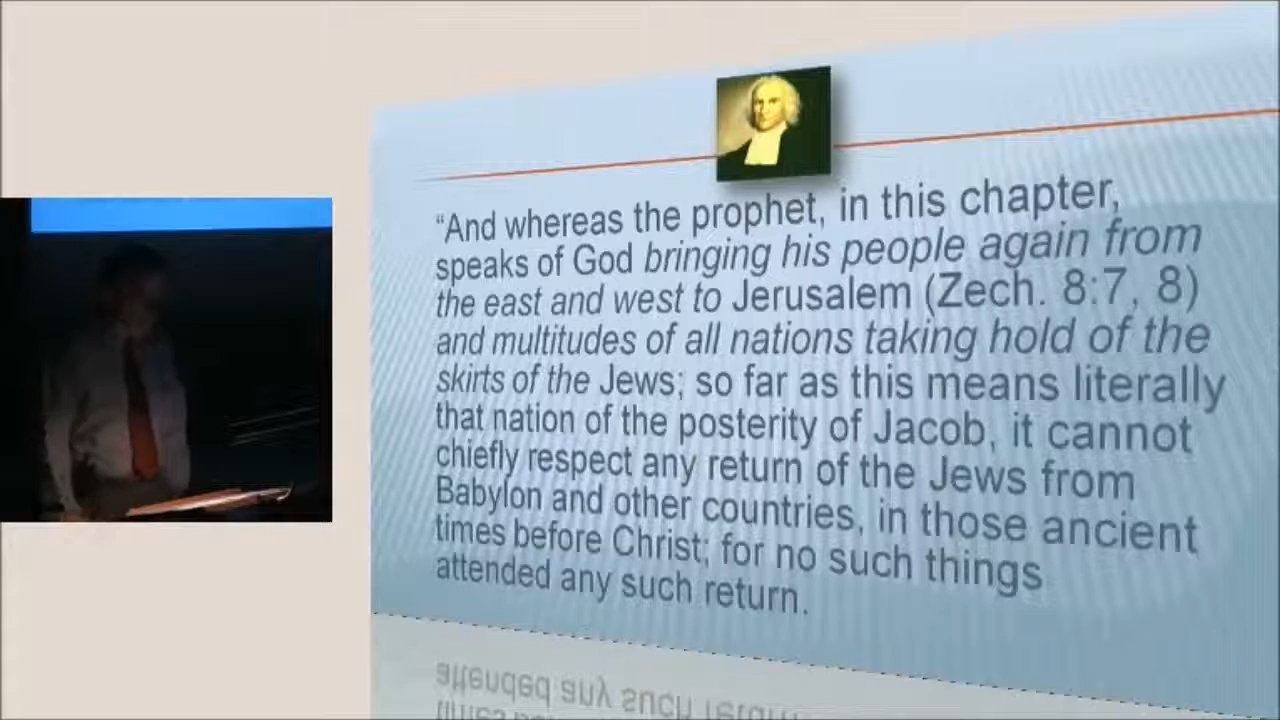 “And whereas the prophet, in this chapter,
speaks of God bringing his people again from
the east and west to Jerusalem (Zech. 8:7, 8)
and multitudes of all nations taking hold of the
skirts of the Jews; so far as this means literally
that nation of the posterity of Jacob, it cannot
chiefly respect any return of the Jews from
Babylon and other countries, in those ancient
times before Christ; for no such things
attended any such return.